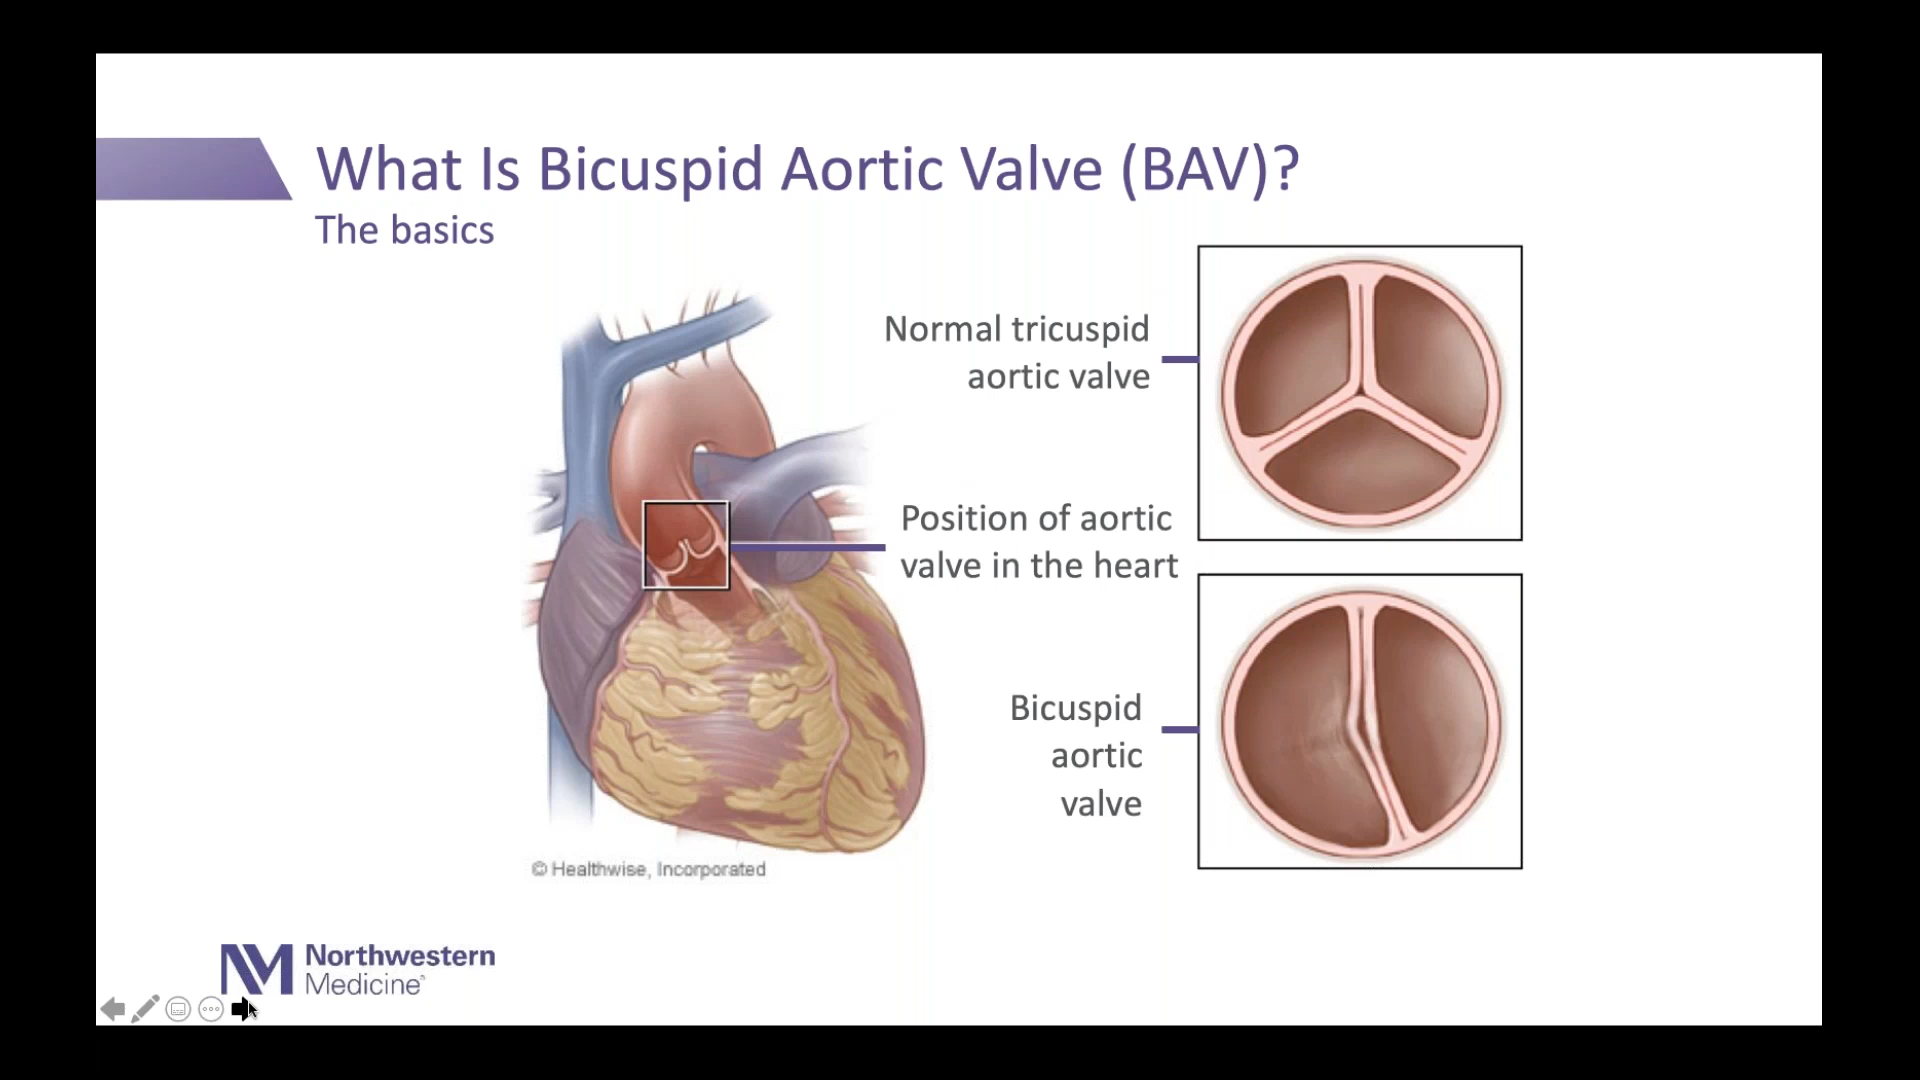 What Is Bicuspid Aortic Valve (BAV)?
The basics
Normal tricuspid
aortic valve
Position of aortic
valve in the heart
Bicuspid
aortic
valve
© Healthwise, Incorporated
NM Northwestern
Medicine®